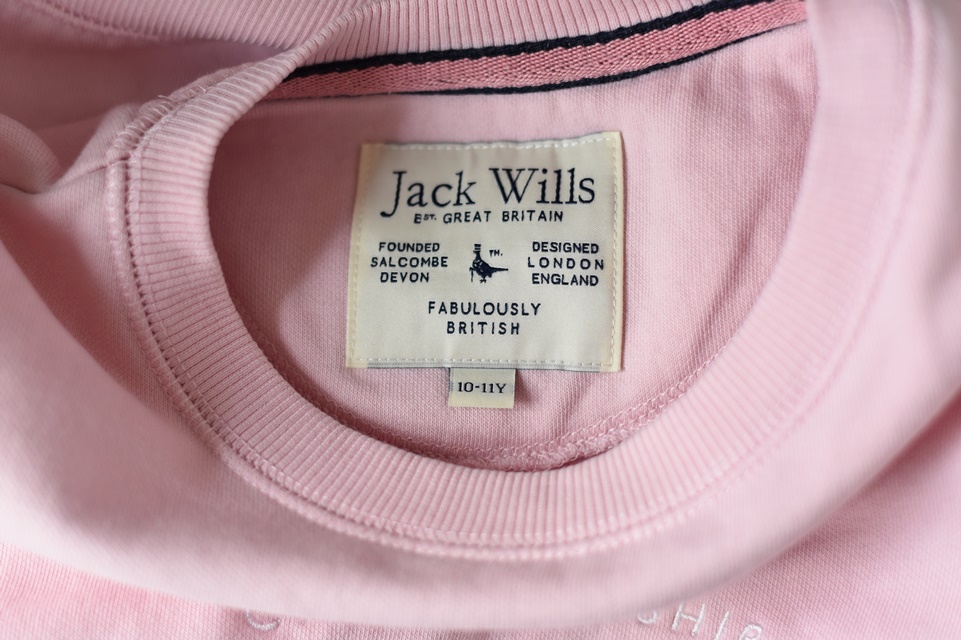 Jack Wills
EST. GREAT BRITAIN
FOUNDED
SALCOMBE
DEVON
TM.
DESIGNED
LONDON
ENGLAND
FABULOUSLY
BRITISH
10-11Y